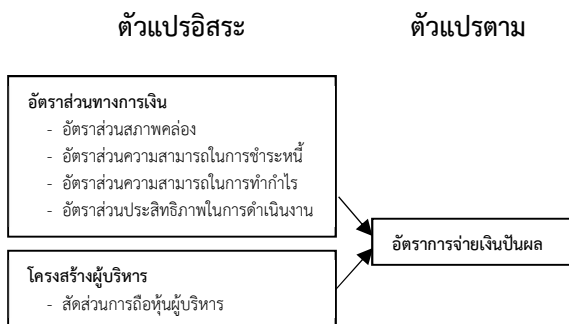 ตัวแปรอิสระ ตัวแปรตาม
อัตราส่วนทางการเงิน
- อัตราส่วนสภาพคล่อง
- อัตราส่วนความสามารถในการชำระหนี้
- อัตราส่วนความสามารถในการทำกำไร
- อัตราส่วนประสิทธิภาพในการดำเนินงาน
อัตราการจ่ายเงินปันผล
โครงสร้างผู้บริหาร
- สัดส่วนการถือหุ้นผู้บริหาร